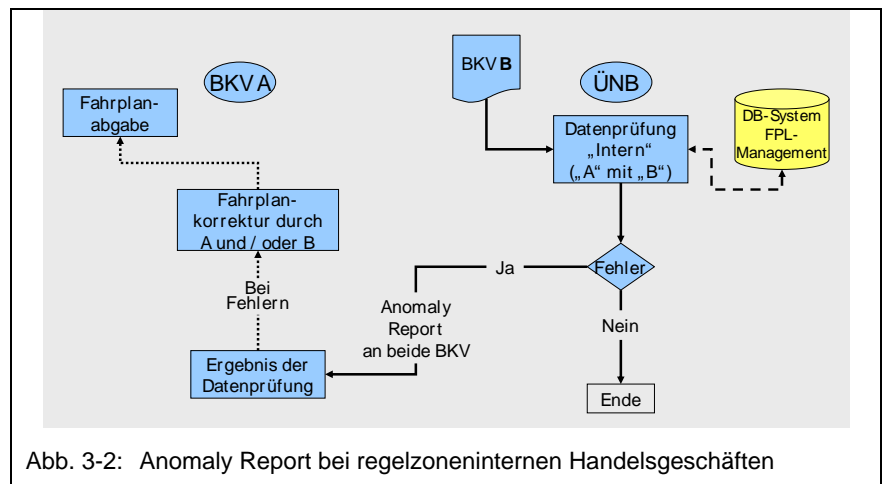 BKV A
Fahrplan-
abgabe
Fahrplan-
korrektur durch
A und / oder B
Bei
Fehlern
Ergebnis der
Datenprüfung
BKV B
ÜNB
Datenprüfung
„Intern“
(„A“ mit „B“)
DB-System
FPL-
Management
Fehler
Ja
Anomaly
Report
an beide BKV
Nein
Ende
Abb. 3-2: Anomaly Report bei regelzoneninternen Handelsgeschäften